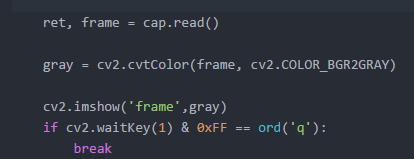 ret, frame = cap.read()
gray = cv2.cvtColor(frame, cv2.COLOR_BGR2GRAY)
cv2.imshow('frame',gray)
if cv2.waitKey(1) & 0xFF == ord('q'):
break